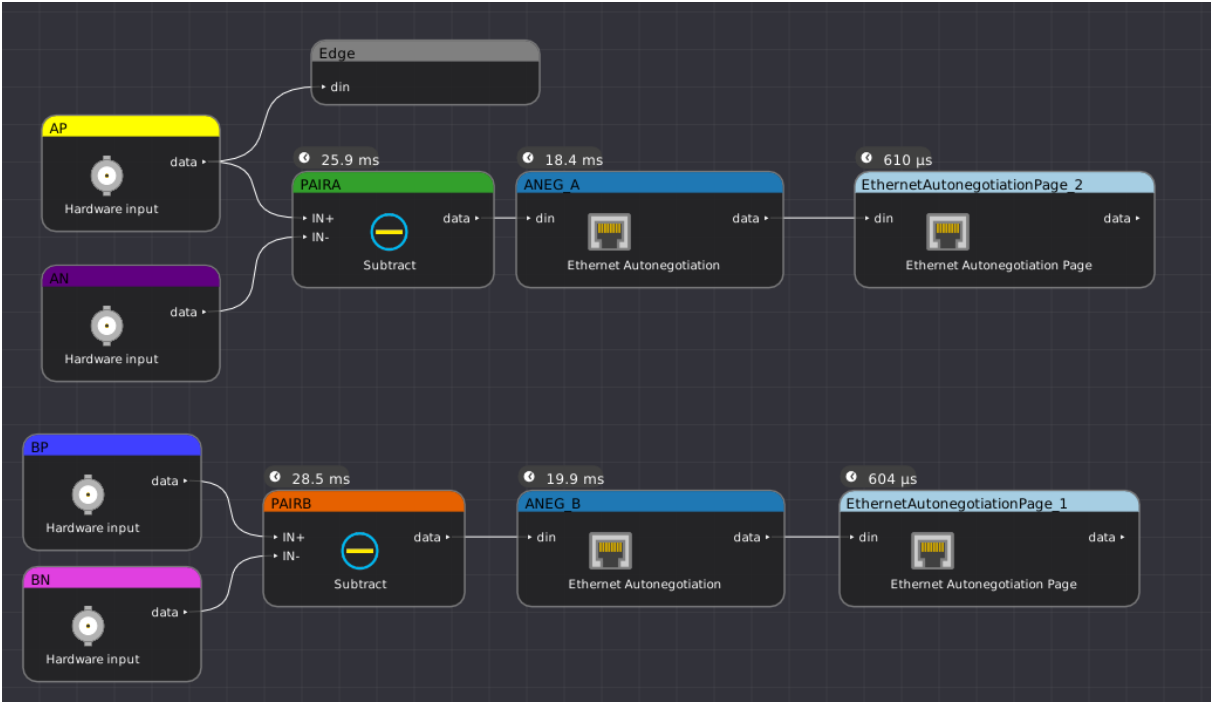 Edge
din
AP
data
Hardware input
25.9 ms
PAIRA
IN+
IN-
data
Subtract
18.4 ms
ANEG_A
din
data
Ethernet Autonegotiation
610 µs
EthernetAutonegotiationPage_2
din
data
Ethernet Autonegotiation Page
AN
data
Hardware input
BP
data
Hardware input
28.5 ms
PAIRB
IN+
IN-
data
Subtract
19.9 ms
ANEG_B
din
data
Ethernet Autonegotiation
604 µs
EthernetAutonegotiationPage_1
din
data
Ethernet Autonegotiation Page
BN
data
Hardware input